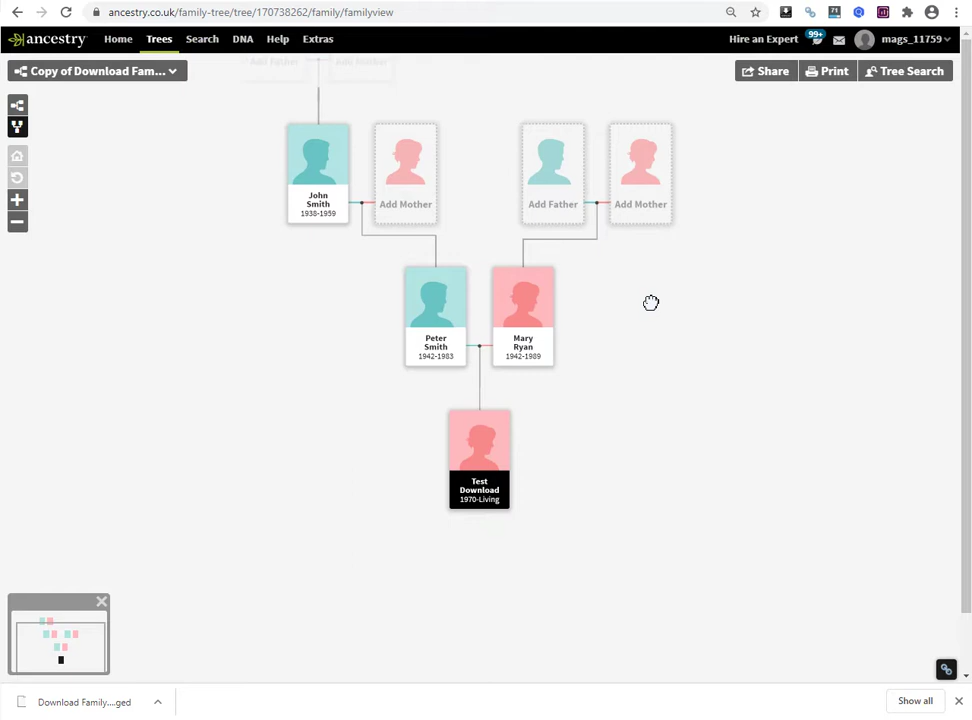 ancestry.co.uk/family-tree/tree/170738262/family/familyview
71
ancestry
Home
Trees
Search
DNA
Help
Extras
Hire an Expert
99+
mags_11759
Copy of Download Fam...
Share
Print
Tree Search
Add Father
Add Mother
John
Smith
1938-1959
Add Mother
Add Father
Add Mother
Peter
Smith
1942-1983
Mary
Ryan
1942-1989
Test
Download
1970-Living
Download Family....ged
Show all